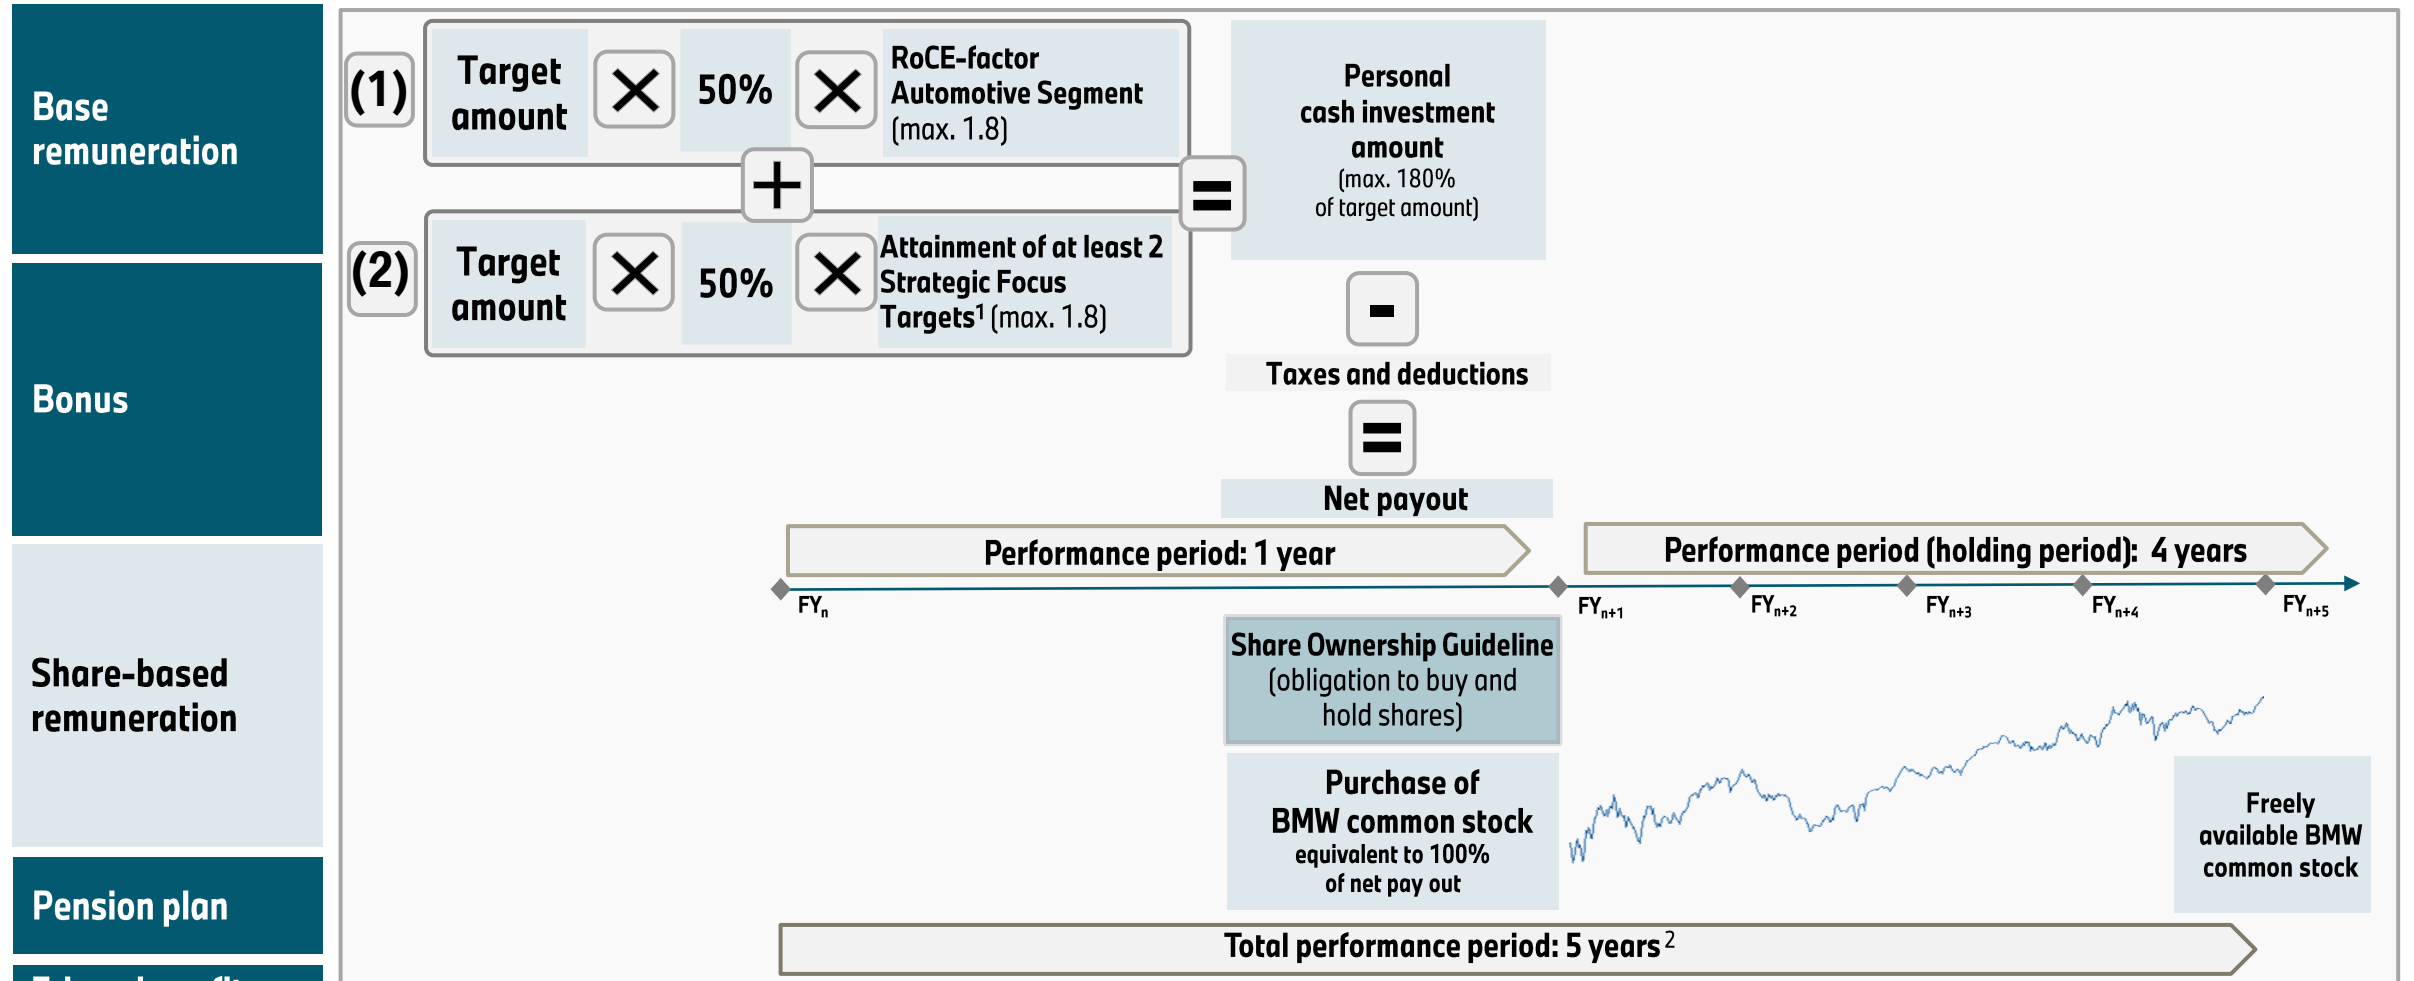 Base
remuneration
Bonus
Share-based
remuneration
Pension plan
(1)
Target
amount
50%
RoCE-factor
Automotive Segment
(max. 1.8)
+
(2)
Target
amount
50%
Attainment of at least 2
Strategic Focus
Targets¹ (max. 1.8)
=
Personal
cash investment
amount
(max. 180%
of target amount)
-
Taxes and deductions
=
Net payout
Performance period: 1 year
Performance period (holding period): 4 years
FYn
FYn+1
FYn+2
FYn+3
FYn+4
FYn+5
Share Ownership Guideline
(obligation to buy and
hold shares)
Purchase of
BMW common stock
equivalent to 100%
of net pay out
Freely
available BMW
common stock
Total performance period: 5 years²